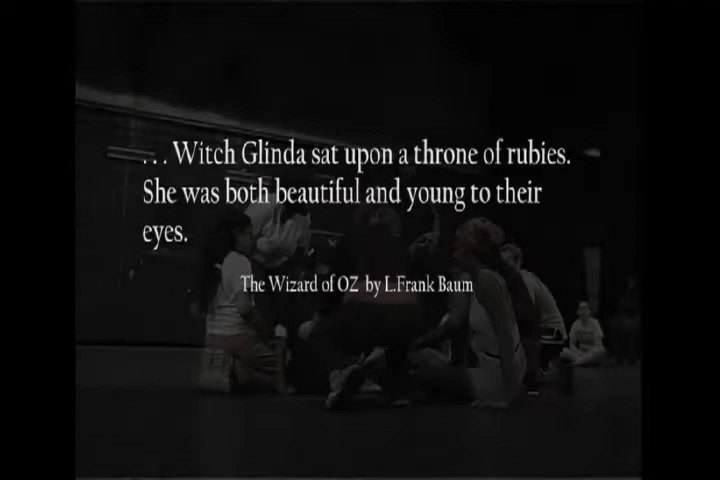 ... Witch Glinda sat upon a throne of rubies.
She was both beautiful and young to their
eyes.
The Wizard of OZ by L.Frank Baum